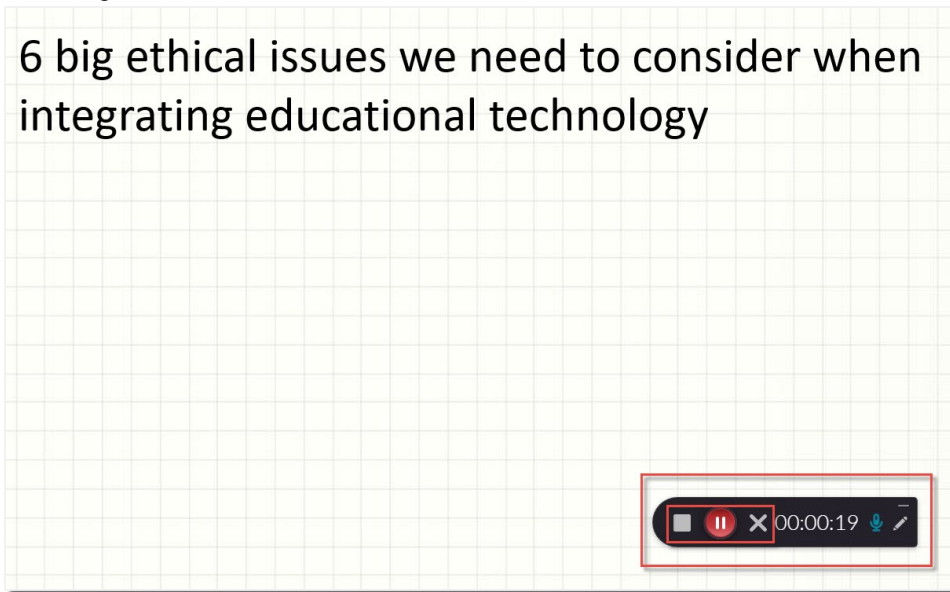 6 big ethical issues we need to consider when
integrating educational technology
00:00:19